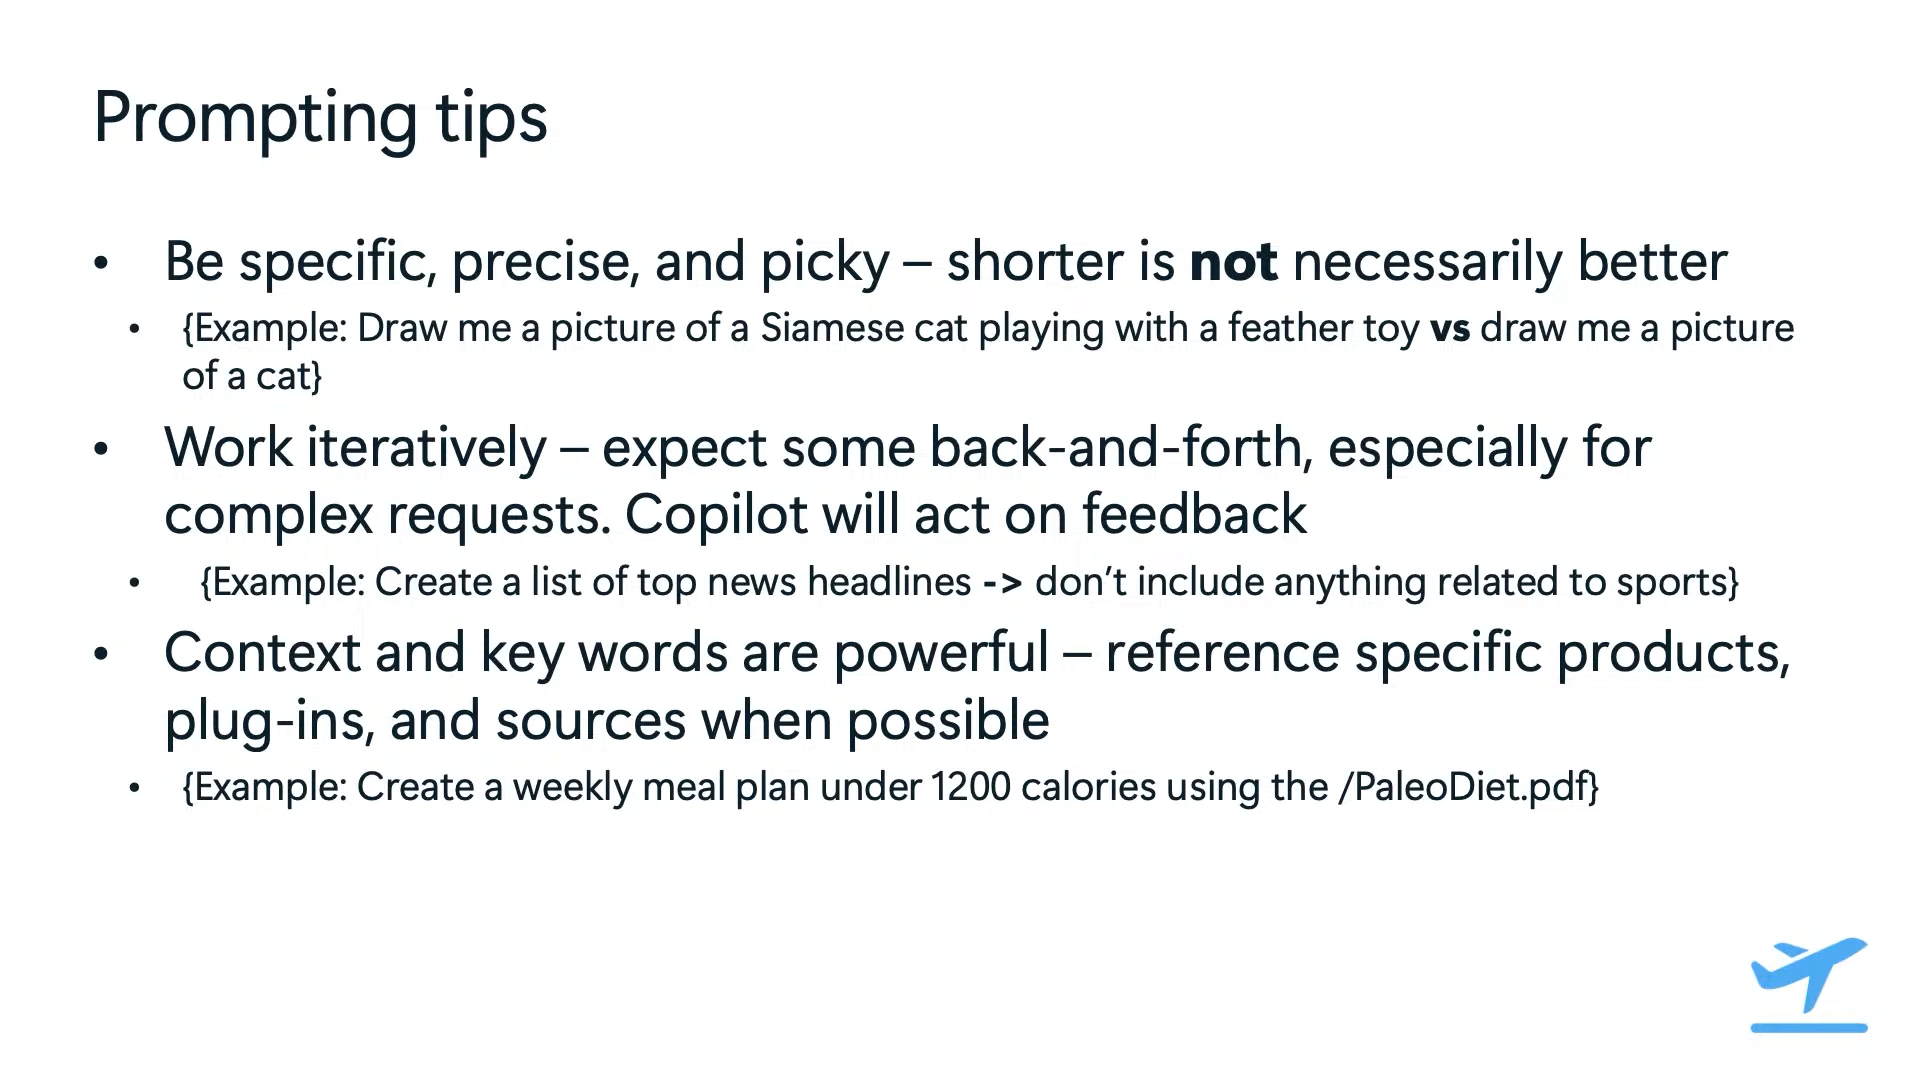 Prompting tips
• Be specific, precise, and picky – shorter is not necessarily better
• {Example: Draw me a picture of a Siamese cat playing with a feather toy vs draw me a picture
of a cat}
• Work iteratively – expect some back-and-forth, especially for
complex requests. Copilot will act on feedback
• {Example: Create a list of top news headlines -> don’t include anything related to sports}
• Context and key words are powerful – reference specific products,
plug-ins, and sources when possible
• {Example: Create a weekly meal plan under 1200 calories using the /PaleoDiet.pdf}